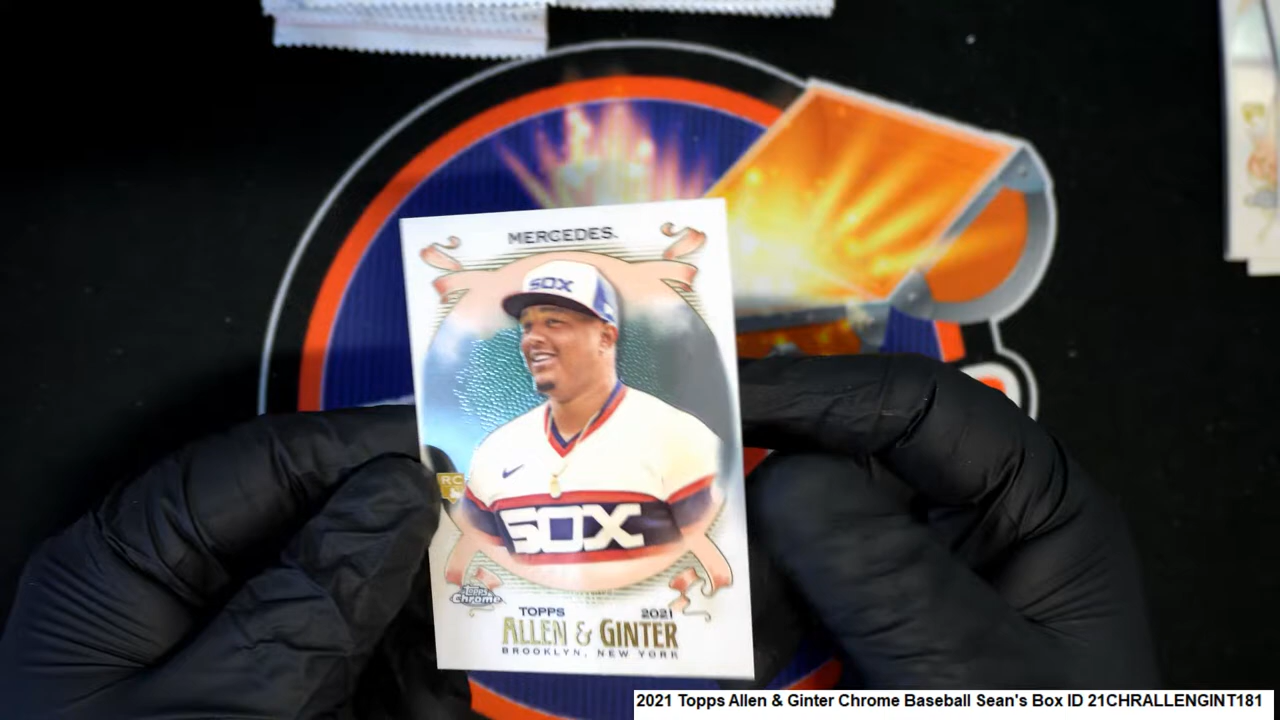 MERCEDES.
SOX
RC
SOX
Topps
Chrome
TOPPS 2021
ALLEN & GINTER
BROOKLYN, NEW YORK
2021 Topps Allen & Ginter Chrome Baseball Sean's Box ID 21CHRALLENGINT181